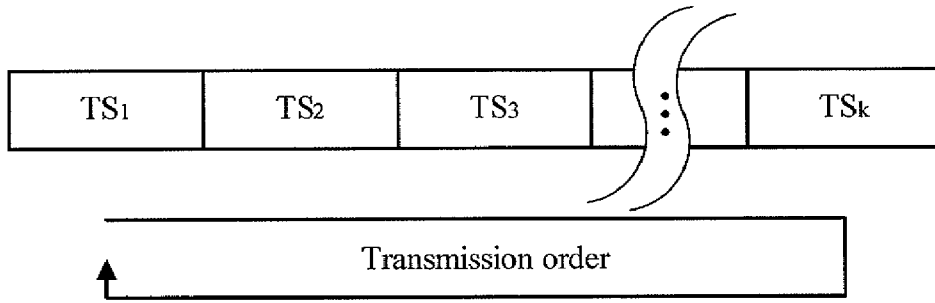 TS₁ TS₂ TS₃ ⋮ TSₖ
Transmission order